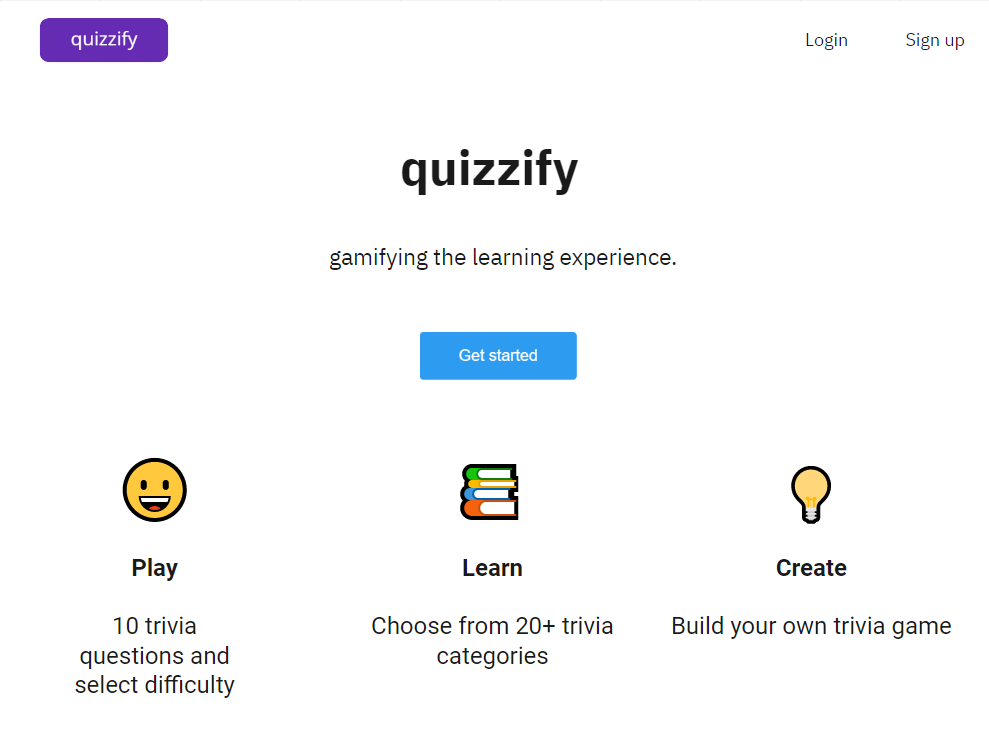 quizzify
Login
Sign up
quizzify
gamifying the learning experience.
Get started
Play
10 trivia
questions and
select difficulty
Learn
Choose from 20+ trivia
categories
Create
Build your own trivia game